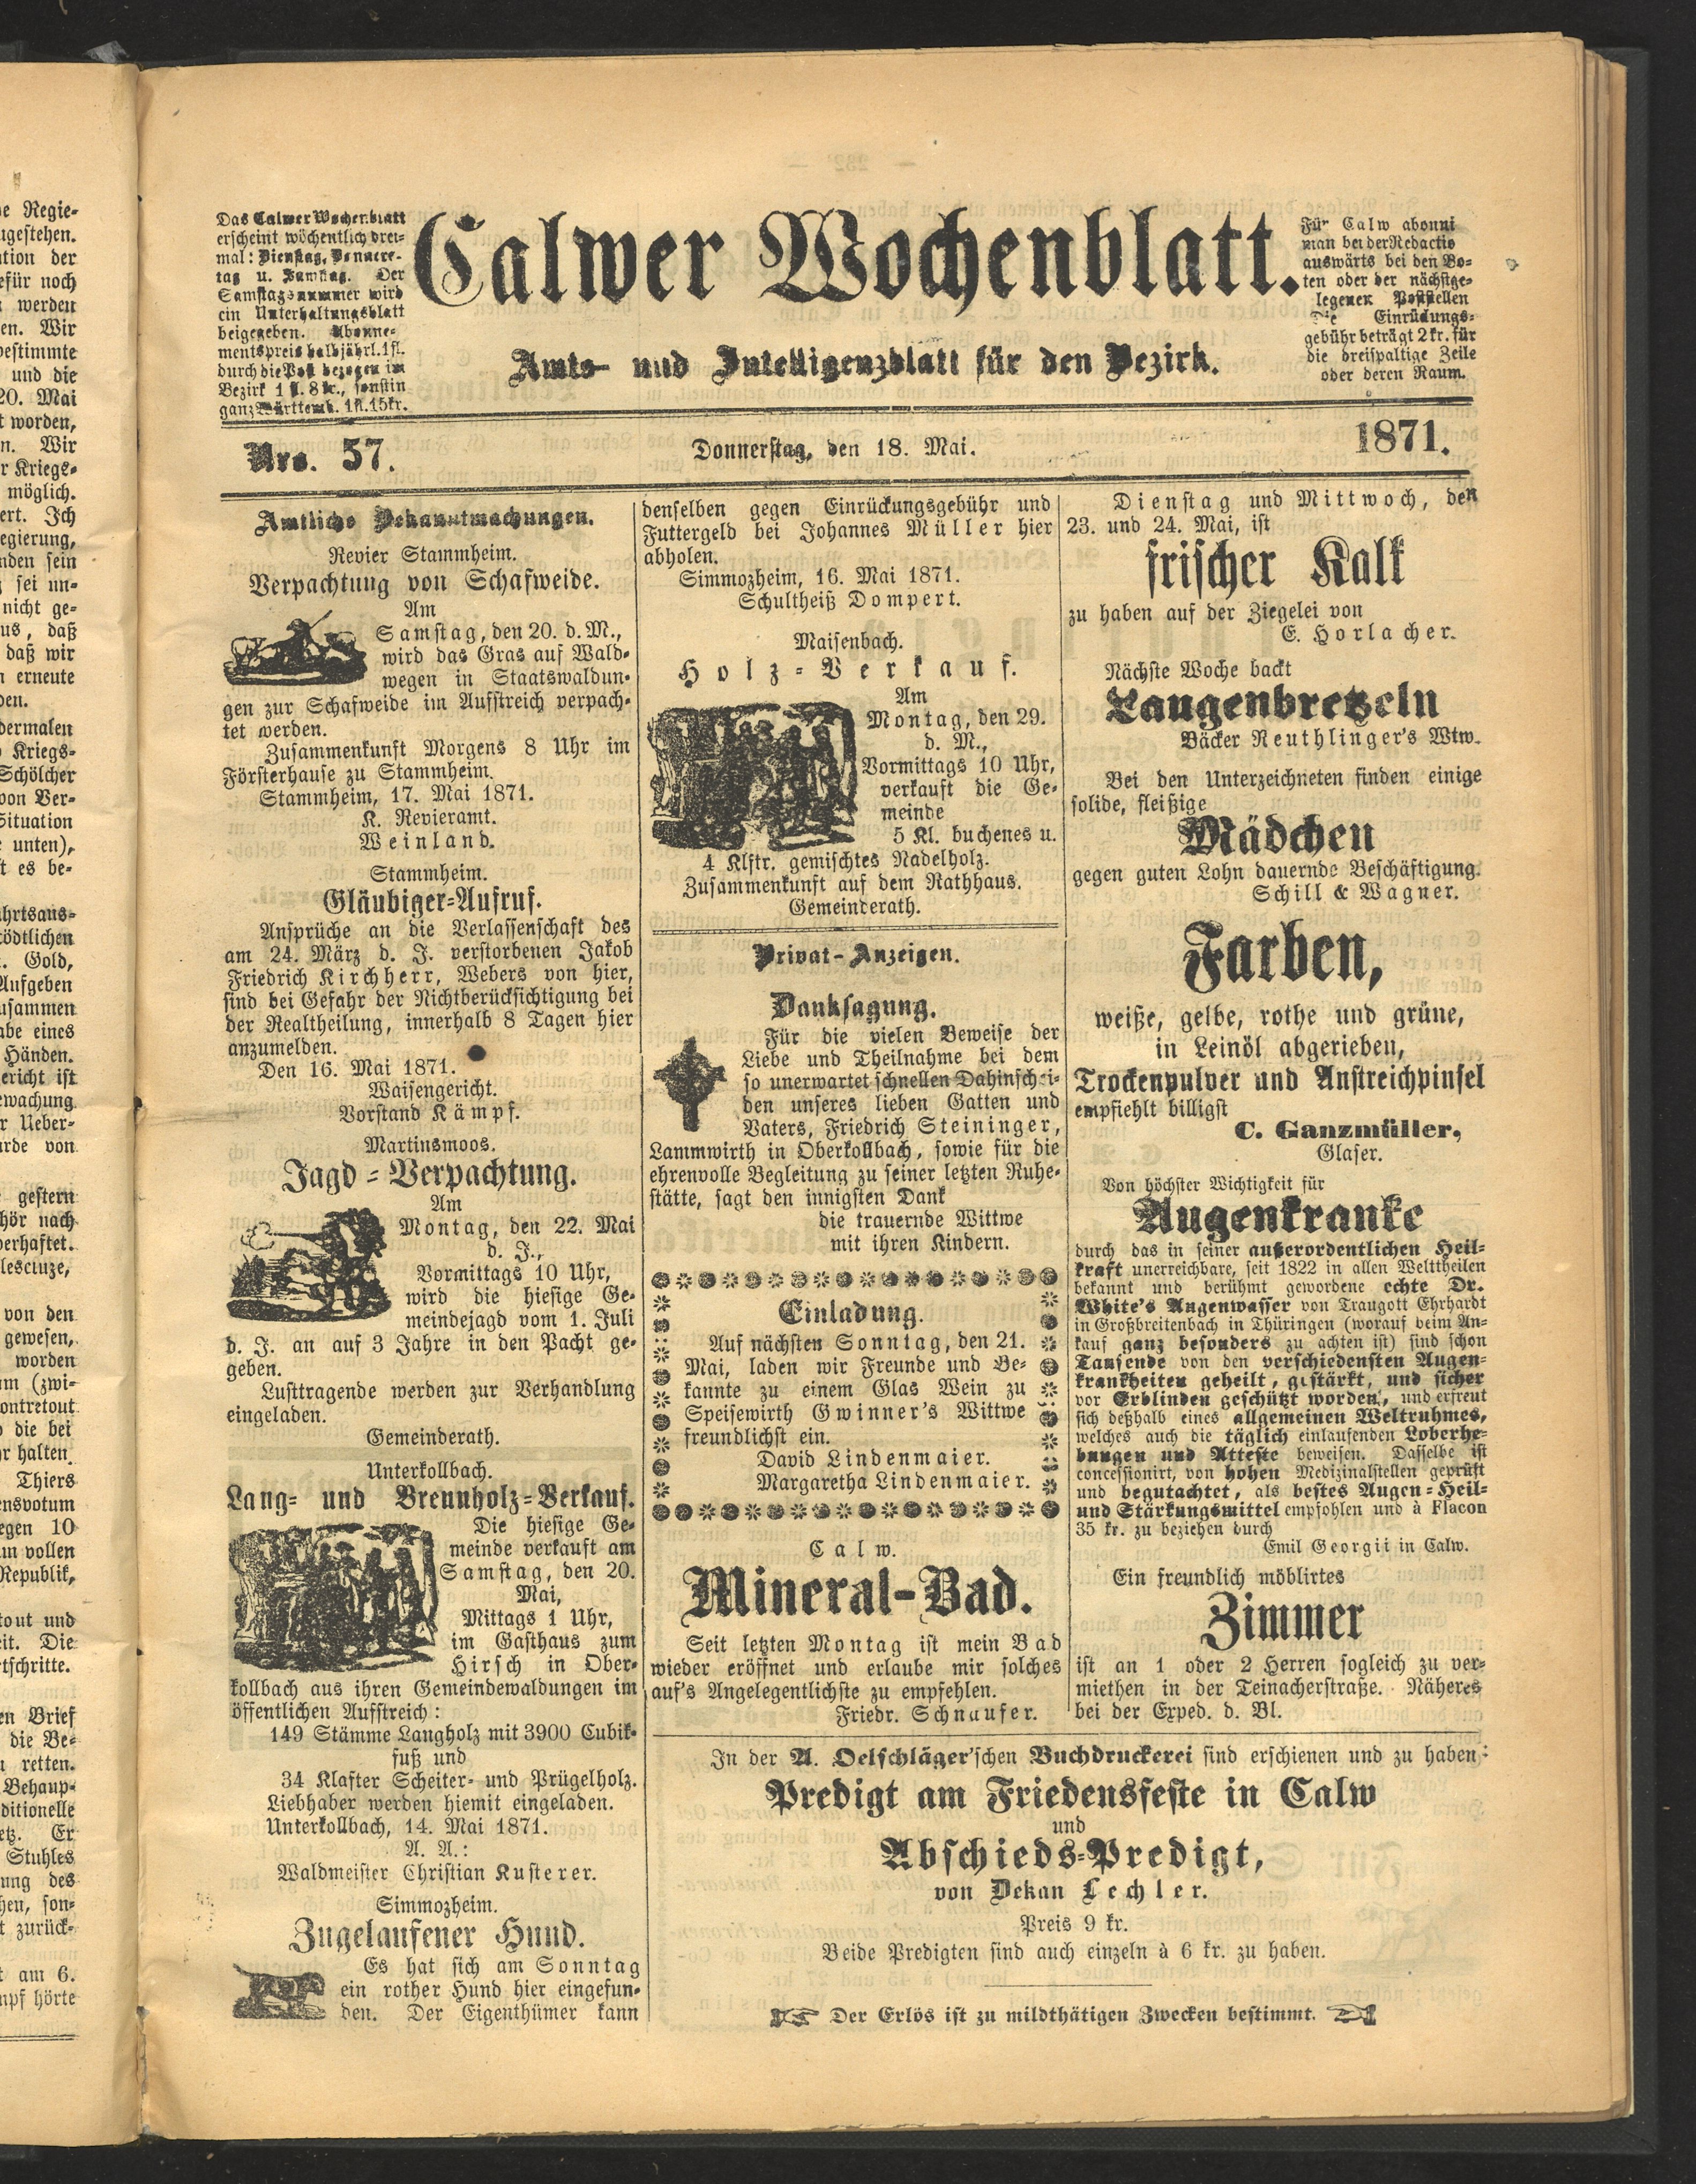 Das Calwer Wochenblatt
erscheint wöchentlich drei-
mal: Dienstag, Donners-
tag u. Samstag. Der
Samstagsnummer wird
ein Unterhaltungsblatt
beigegeben. Abonne-
mentspreis halbjährl. 1 fl.
durch die Post bezogen im
Bezirk 1 fl. 8 kr., sonst in
ganz Württemb. 1 fl. 15 kr.
Calwer Wochenblatt.
Amts- und Intelligenzblatt für den Bezirk.
Für Calw abonni
man bei der Redactio
auswärts bei den Bo-
ten oder der nächstge-
legenen Poststellen
Die Einrückungs-
gebühr beträgt 2 kr. für
die dreispaltige Zeile
oder deren Raum.
Nro. 57.
Donnerstag, den 18. Mai.
1871.
Amtliche Bekanntmachungen.
Revier Stammheim.
Verpachtung von Schafweide.
Am
Samstag, den 20. d. M.,
wird das Gras auf Wald-
wegen in Staatswaldun-
gen zur Schafweide im Aufstreich verpach-
tet werden.
Zusammenkunft Morgens 8 Uhr im
Försterhause zu Stammheim.
Stammheim, 17. Mai 1871.
K. Revieramt.
Weinland.
Stammheim.
Gläubiger-Aufruf.
Ansprüche an die Verlassenschaft des
am 24. März d. J. verstorbenen Jakob
Friedrich Kirchherr, Webers von hier,
sind bei Gefahr der Nichtberücksichtigung bei
der Realtheilung, innerhalb 8 Tagen hier
anzumelden.
Den 16. Mai 1871.
Waisengericht.
Vorstand Kämpf.
Martinsmoos.
Jagd-Verpachtung.
Am
Montag, den 22. Mai
d. J.,
Vormittags 10 Uhr,
wird die hiesige Ge-
meindejagd vom 1. Juli
d. J. an auf 3 Jahre in den Pacht ge-
geben.
Lusttragende werden zur Verhandlung
eingeladen.
Gemeinderath.
Unterkollbach.
Lang- und Brennholz-Verkauf.
Die hiesige Ge-
meinde verkauft am
Samstag, den 20.
Mai,
Mittags 1 Uhr,
im Gasthaus zum
Hirsch in Ober-
kollbach aus ihren Gemeindewaldungen im
öffentlichen Aufstreich:
149 Stämme Langholz mit 3900 Cubik-
fuß und
34 Klafter Scheiter- und Prügelholz.
Liebhaber werden hiemit eingeladen.
Unterkollbach, 14. Mai 1871.
A. A.:
Waldmeister Christian Kusterer.
Simmozheim.
Zugelaufener Hund.
Es hat sich am Sonntag
ein rother Hund hier eingefun-
den. Der Eigenthümer kann
denselben gegen Einrückungsgebühr und
Futtergeld bei Johannes Müller hier
abholen.
Simmozheim, 16. Mai 1871.
Schultheiß Dompert.
Maisenbach.
Holz-Verkauf.
Am
Montag, den 29.
d. M.,
Vormittags 10 Uhr,
verkauft die Ge-
meinde
5 Kl. buchenes u.
4 Klftr. gemischtes Nadelholz.
Zusammenkunft auf dem Rathhaus.
Gemeinderath.
Privat-Anzeigen.
Danksagung.
Für die vielen Beweise der
Liebe und Theilnahme bei dem
so unerwartet schnellen Dahinschei-
den unseres lieben Gatten und
Vaters, Friedrich Steininger,
Lammwirth in Oberkollbach, sowie für die
ehrenvolle Begleitung zu seiner letzten Ruhe-
stätte, sagt den innigsten Dank
die trauernde Wittwe
mit ihren Kindern.
Einladung.
Auf nächsten Sonntag, den 21.
Mai, laden wir Freunde und Be-
kannte zu einem Glas Wein zu
Speisewirth Gwinner's Wittwe
freundlichst ein.
David Lindenmaier.
Margaretha Lindenmaier.
Calw.
Mineral-Bad.
Seit letzten Montag ist mein Bad
wieder eröffnet und erlaube mir solches
auf's Angelegentlichste zu empfehlen.
Friedr. Schnaufer.
Dienstag und Mittwoch, den
23. und 24. Mai, ist
frischer Kalk
zu haben auf der Ziegelei von
E. Horlacher.
Nächste Woche backt
Laugenbretzeln
Bäcker Reuthlinger's Wtw.
Bei den Unterzeichneten finden einige
solide, fleißige
Mädchen
gegen guten Lohn dauernde Beschäftigung.
Schill & Wagner.
Farben,
weiße, gelbe, rothe und grüne,
in Leinöl abgerieben,
Trockenpulver und Anstreichpinsel
empfiehlt billigst
C. Ganzmüller,
Glaser.
Von höchster Wichtigkeit für
Augenkranke
durch das in seiner außerordentlichen Heil-
kraft unerreichbare, seit 1822 in allen Welttheilen
bekannt und berühmt gewordene echte Dr.
White's Augenwasser von Traugott Ehrhardt
in Großbreitenbach in Thüringen (worauf beim An-
kauf ganz besonders zu achten ist) sind schon
Tausende von den verschiedensten Augen-
krankheiten geheilt, gestärkt, und sicher
vor Erblinden geschützt worden, und erfreut
sich deßhalb eines allgemeinen Weltruhmes,
welches auch die täglich einlaufenden Loberhe-
bungen und Atteste beweisen. Dasselbe ist
concessionirt, von hohen Medizinalstellen geprüft
und begutachtet, als bestes Augen-Heil-
und Stärkungsmittel empfohlen und à Flacon
35 kr. zu beziehen durch
Emil Georgii in Calw.
Ein freundlich möblirtes
Zimmer
ist an 1 oder 2 Herren sogleich zu ver-
miethen in der Teinacherstraße. Näheres
bei der Exped. d. Bl.
In der A. Oelschläger'schen Buchdruckerei sind erschienen und zu haben:
Predigt am Friedensfeste in Calw
und
Abschieds-Predigt,
von Dekan Lechler.
Preis 9 kr.
Beide Predigten sind auch einzeln à 6 kr. zu haben.
Der Erlös ist zu mildthätigen Zwecken bestimmt.